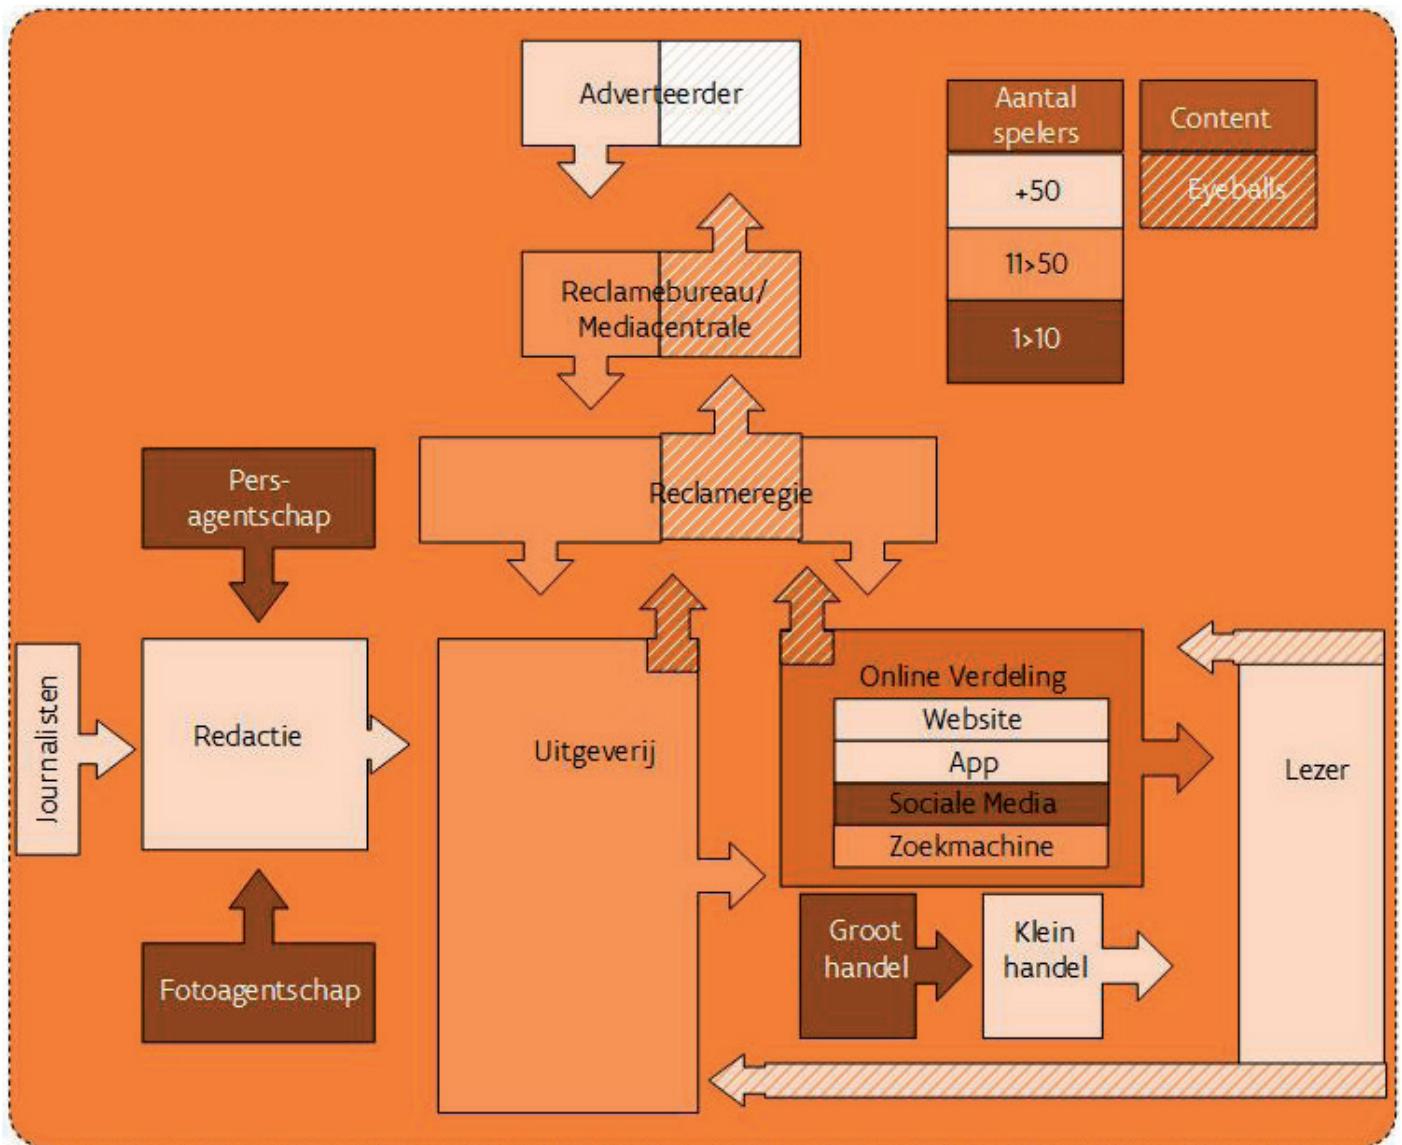 Adverteerder
Aantal
spelers
Content
+50
Eyeballs
11>50
1>10
Reclamebureau/
Mediacentrale
Pers-
agentschap
Reclameregie
Journalisten
Redactie
Uitgeverij
Online Verdeling
Website
App
Sociale Media
Zoekmachine
Lezer
Fotoagentschap
Groot
handel
Klein
handel